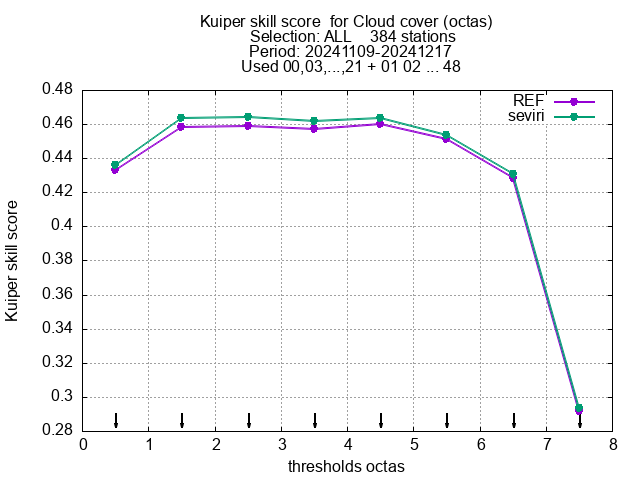 Kuiper skill score  for Cloud cover (octas)
Selection: ALL    384 stations
Period: 20241109-20241217
Used 00,03,...,21 + 01 02 ... 48
REF
seviri
0.48
0.46
0.44
0.42
0.4
0.38
0.36
0.34
0.32
0.3
0.28
Kuiper skill score
0 1 2 3 4 5 6 7 8
thresholds octas